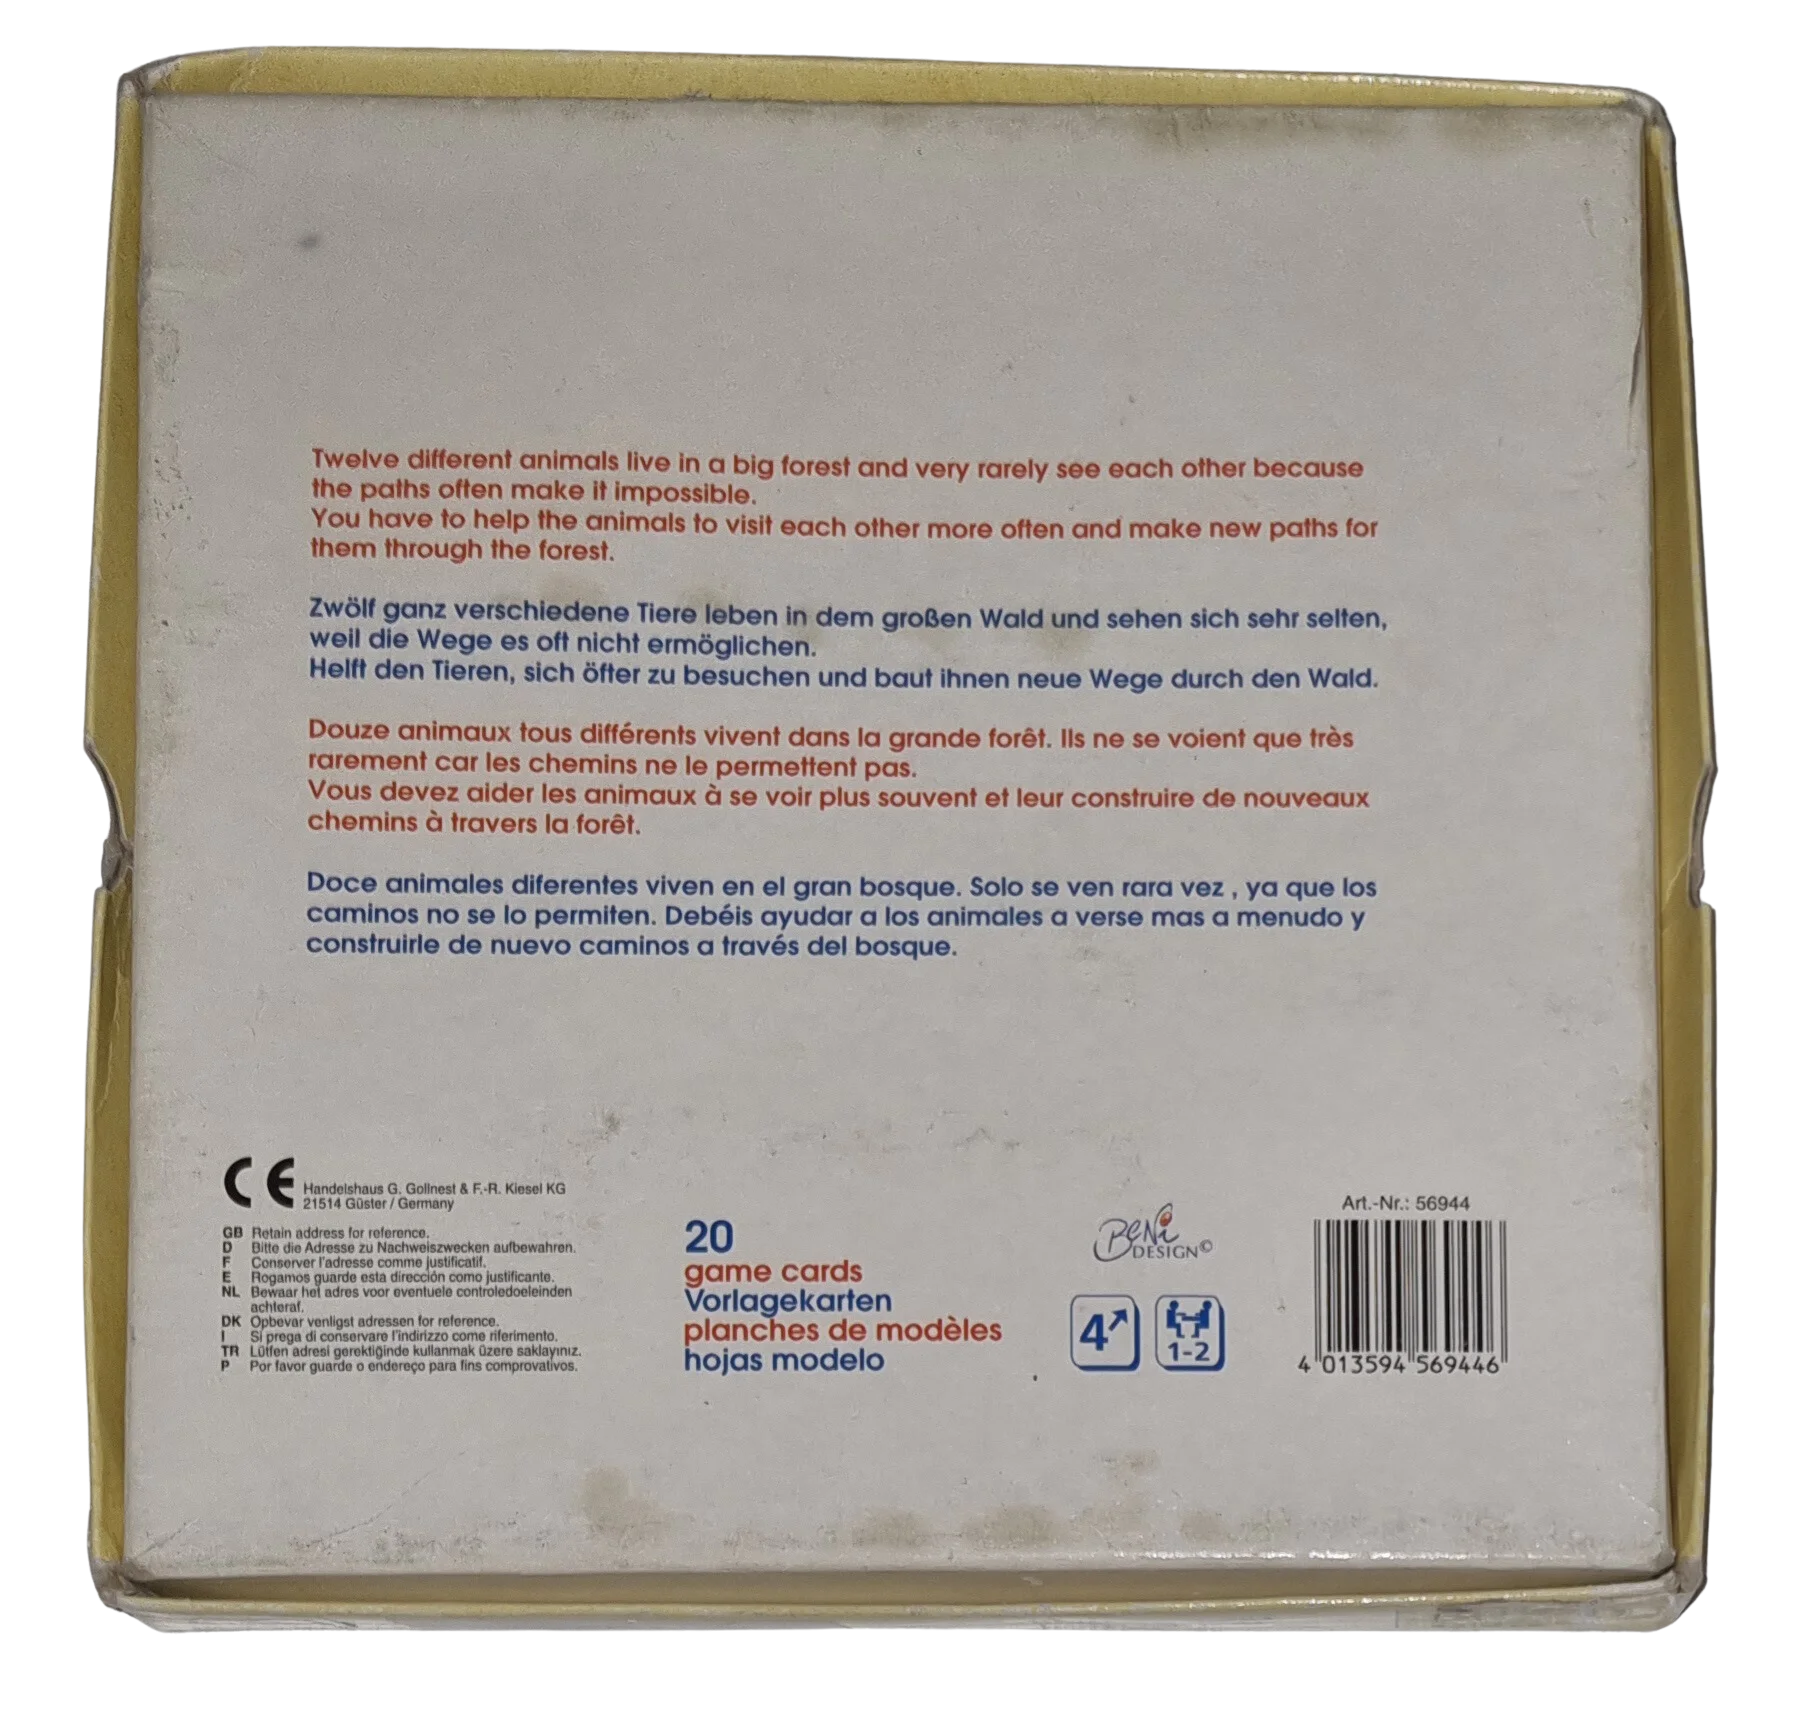 Twelve different animals live in a big forest and very rarely see each other because
the paths often make it impossible.
You have to help the animals to visit each other more often and make new paths for
them through the forest.
Zwölf ganz verschiedene Tiere leben in dem großen Wald und sehen sich sehr selten,
weil die Wege es oft nicht ermöglichen.
Helft den Tieren, sich öfter zu besuchen und baut ihnen neue Wege durch den Wald.
Douze animaux tous différents vivent dans la grande forêt. Ils ne se voient que très
rarement car les chemins ne le permettent pas.
Vous devez aider les animaux à se voir plus souvent et leur construire de nouveaux
chemins à travers la forêt.
Doce animales diferentes viven en el gran bosque. Solo se ven rara vez , ya que los
caminos no se lo permiten. Debéis ayudar a los animales a verse mas a menudo y
construirle de nuevo caminos a través del bosque.
CE Handelshaus G. Gollnest & F.-R. Kiesel KG
21514 Güster / Germany
GB Retain address for reference.
D Bitte die Adresse zu Nachweiszwecken aufbewahren.
F Conserver l'adresse comme justificatif.
E Rogamos guarde esta dirección como justificante.
NL Bewaar het adres voor eventuele controledoeleinden
achteraf.
DK Opbevar venligst adressen for reference.
I Si prega di conservare l'indirizzo come riferimento.
TR Lütfen adresi gerektiğinde kullanmak üzere saklayınız.
P Por favor guarde o endereço para fins comprovativos.
20
game cards
Vorlagekarten
planches de modèles
hojas modelo
BeNi
DESIGN©
4
1-2
Art.-Nr.: 56944
4 013594 569446